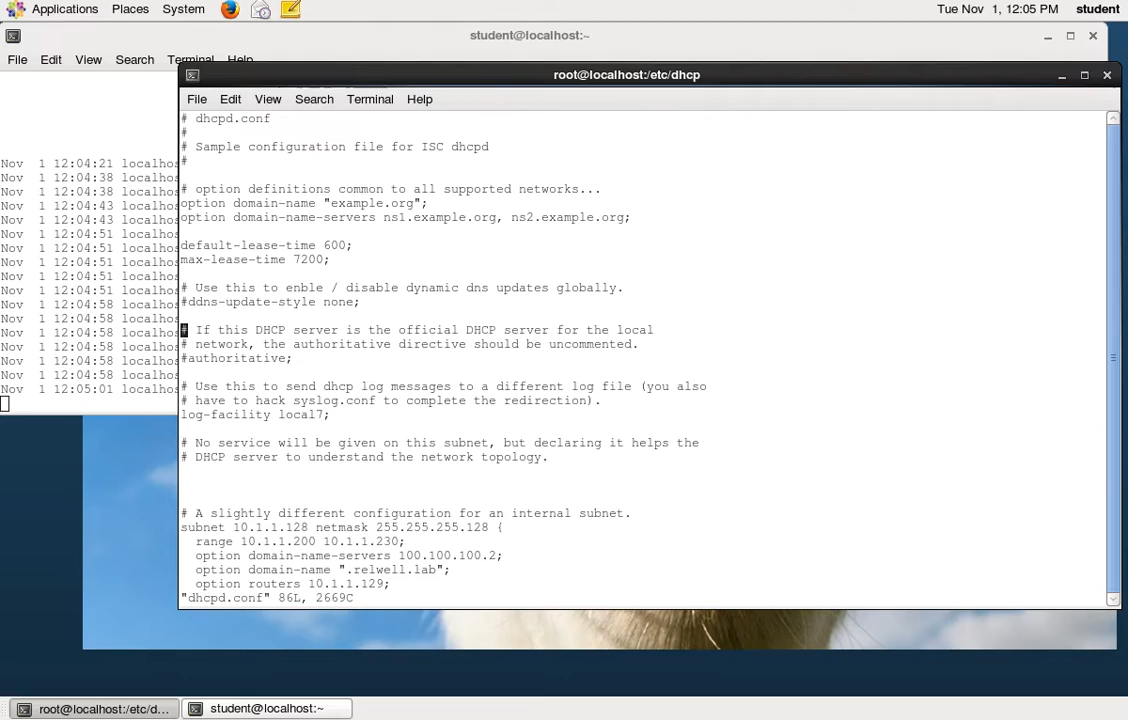 Applications Places System Tue Nov 1, 12:05 PM student
student@localhost:~
File Edit View Search Terminal Help
root@localhost:/etc/dhcp
File Edit View Search Terminal Help
Nov 1 12:04:21 localhos
Nov 1 12:04:38 localhos
Nov 1 12:04:38 localhos
Nov 1 12:04:43 localhos
Nov 1 12:04:43 localhos
Nov 1 12:04:51 localhos
Nov 1 12:04:51 localhos
Nov 1 12:04:51 localhos
Nov 1 12:04:51 localhos
Nov 1 12:04:51 localhos
Nov 1 12:04:58 localhos
Nov 1 12:04:58 localhos
Nov 1 12:04:58 localhos
Nov 1 12:04:58 localhos
Nov 1 12:04:58 localhos
Nov 1 12:04:58 localhos
Nov 1 12:05:01 localhos
# dhcpd.conf
#
# Sample configuration file for ISC dhcpd
#
# option definitions common to all supported networks...
option domain-name "example.org";
option domain-name-servers ns1.example.org, ns2.example.org;
default-lease-time 600;
max-lease-time 7200;
# Use this to enble / disable dynamic dns updates globally.
#ddns-update-style none;
# If this DHCP server is the official DHCP server for the local
# network, the authoritative directive should be uncommented.
#authoritative;
# Use this to send dhcp log messages to a different log file (you also
# have to hack syslog.conf to complete the redirection).
log-facility local7;
# No service will be given on this subnet, but declaring it helps the
# DHCP server to understand the network topology.
# A slightly different configuration for an internal subnet.
subnet 10.1.1.128 netmask 255.255.255.128 {
range 10.1.1.200 10.1.1.230;
option domain-name-servers 100.100.100.2;
option domain-name ".relwell.lab";
option routers 10.1.1.129;
"dhcpd.conf" 86L, 2669C
root@localhost:/etc/d... student@localhost:~